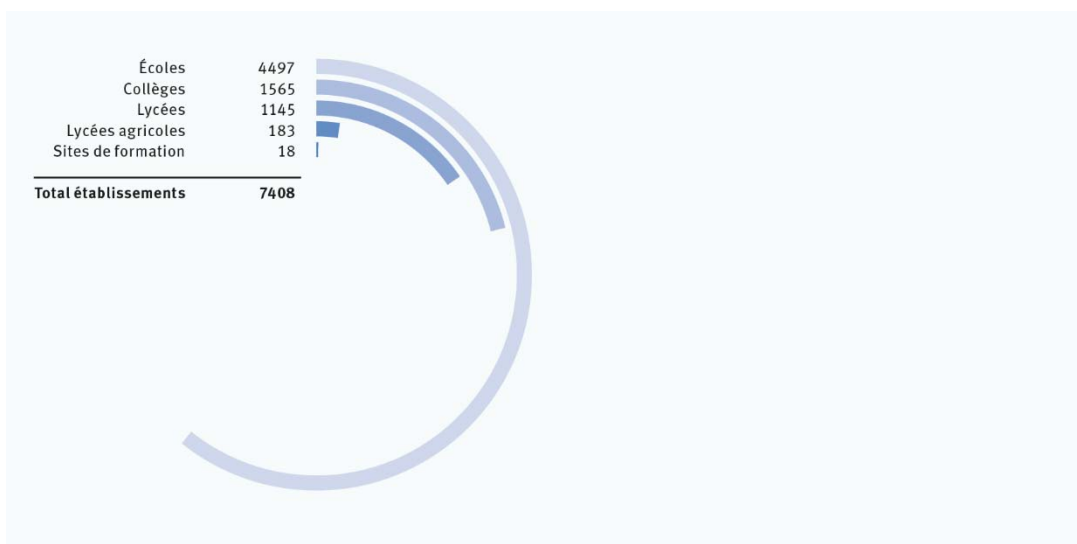 Écoles 4497
Collèges 1565
Lycées 1145
Lycées agricoles 183
Sites de formation 18
Total établissements 7408